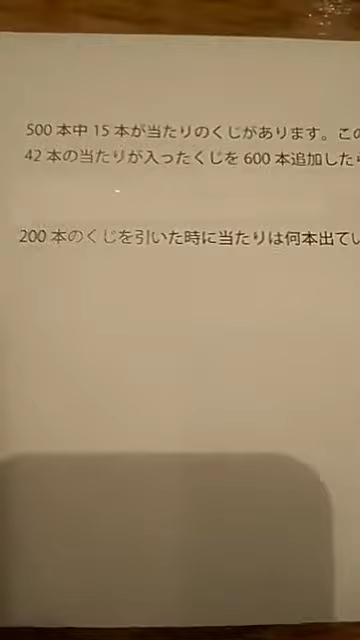 500 本中 15 本が当たりのくじがあります。この
42 本の当たりが入ったくじを 600 本追加した
200 本のくじを引いた時に当たりは何本出てい